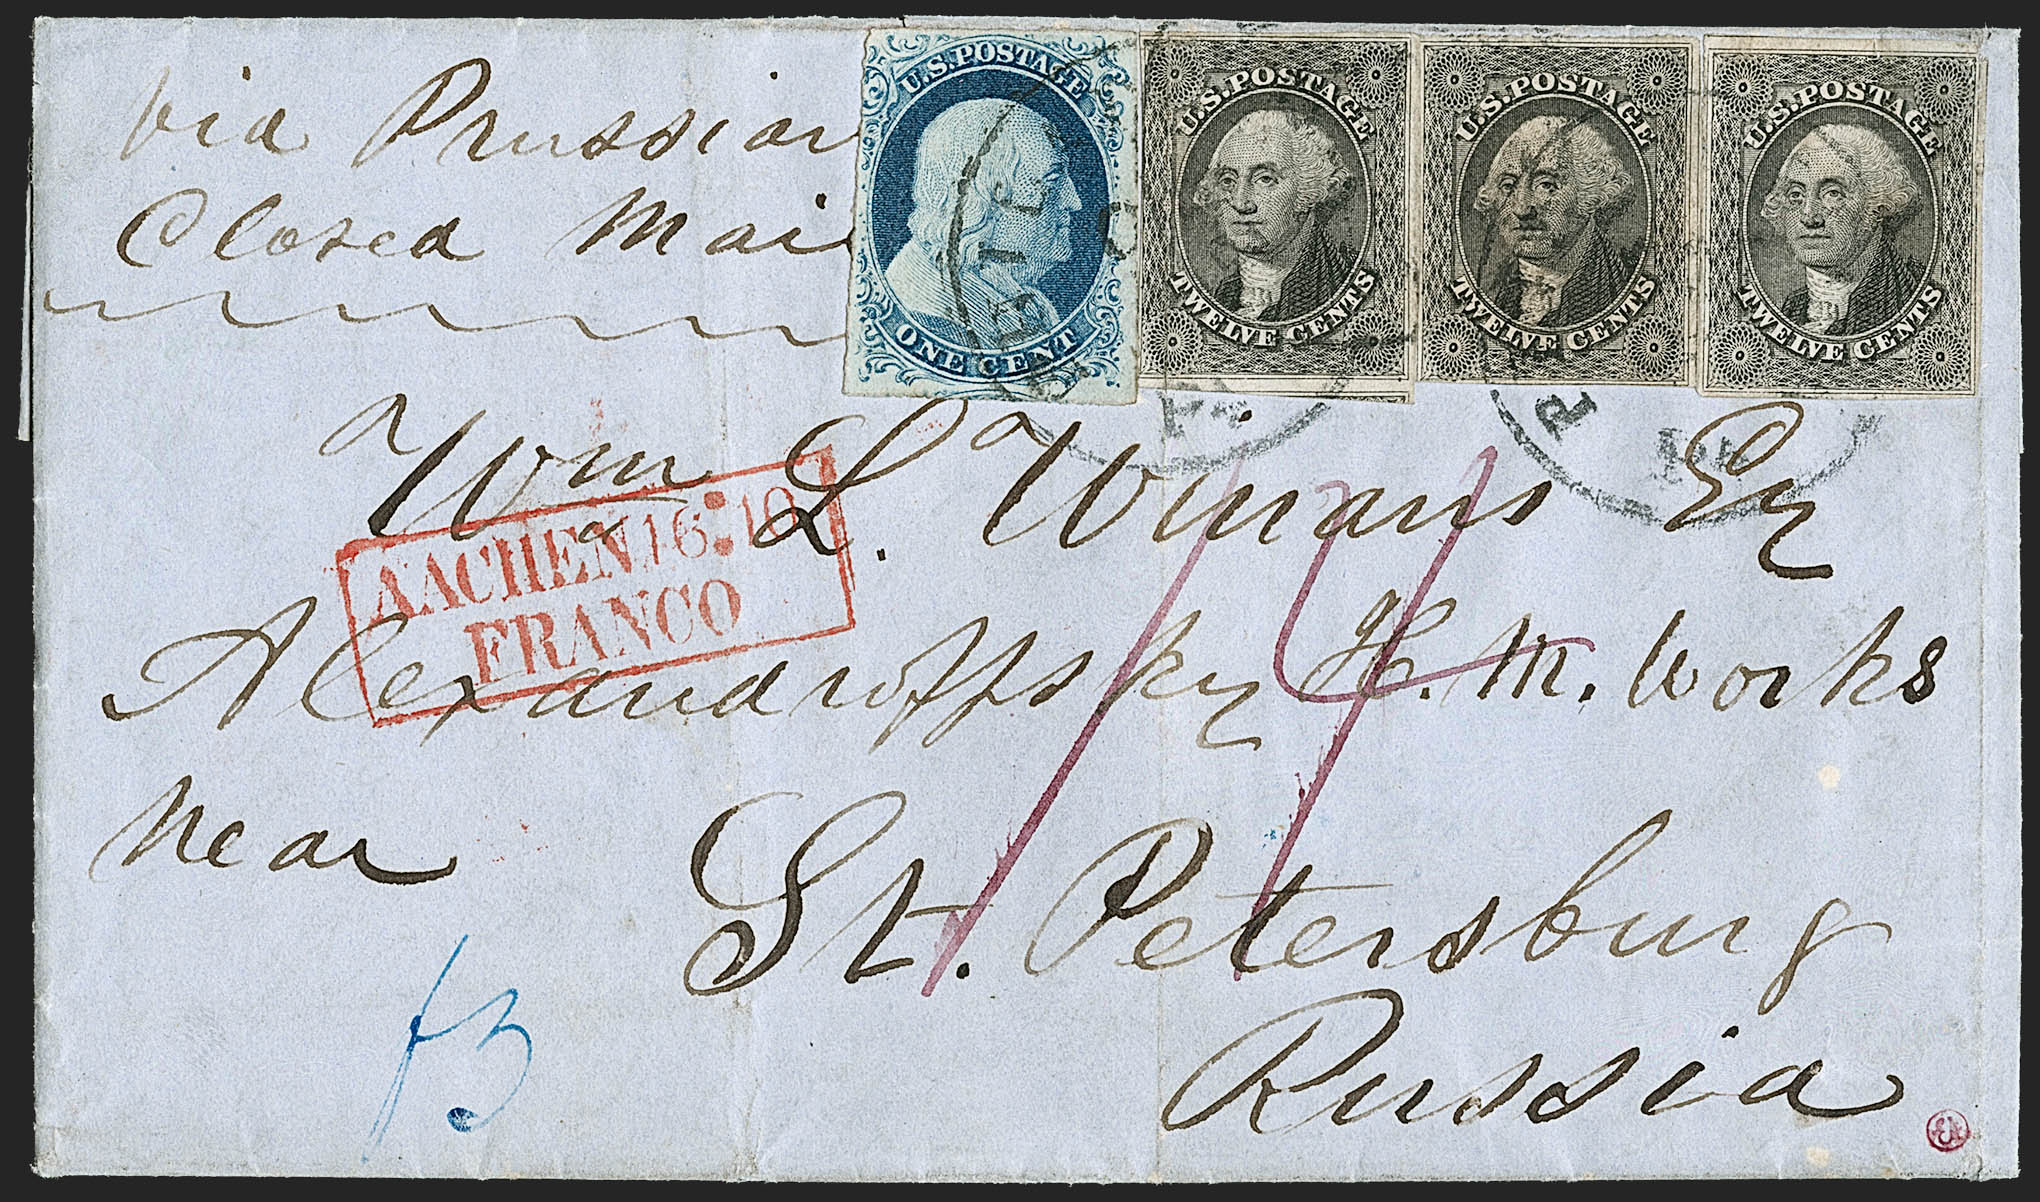 via Prussian
Closed Mail
U.S. POSTAGE
ONE CENT
U.S. POSTAGE
TWELVE CENTS
U.S. POSTAGE
TWELVE CENTS
U.S. POSTAGE
TWELVE CENTS
Wm L. Winans Esq
AACHEN 16 10
FRANCO
Alexandroffsky H. M. Works
near
St. Petersburg
Russia